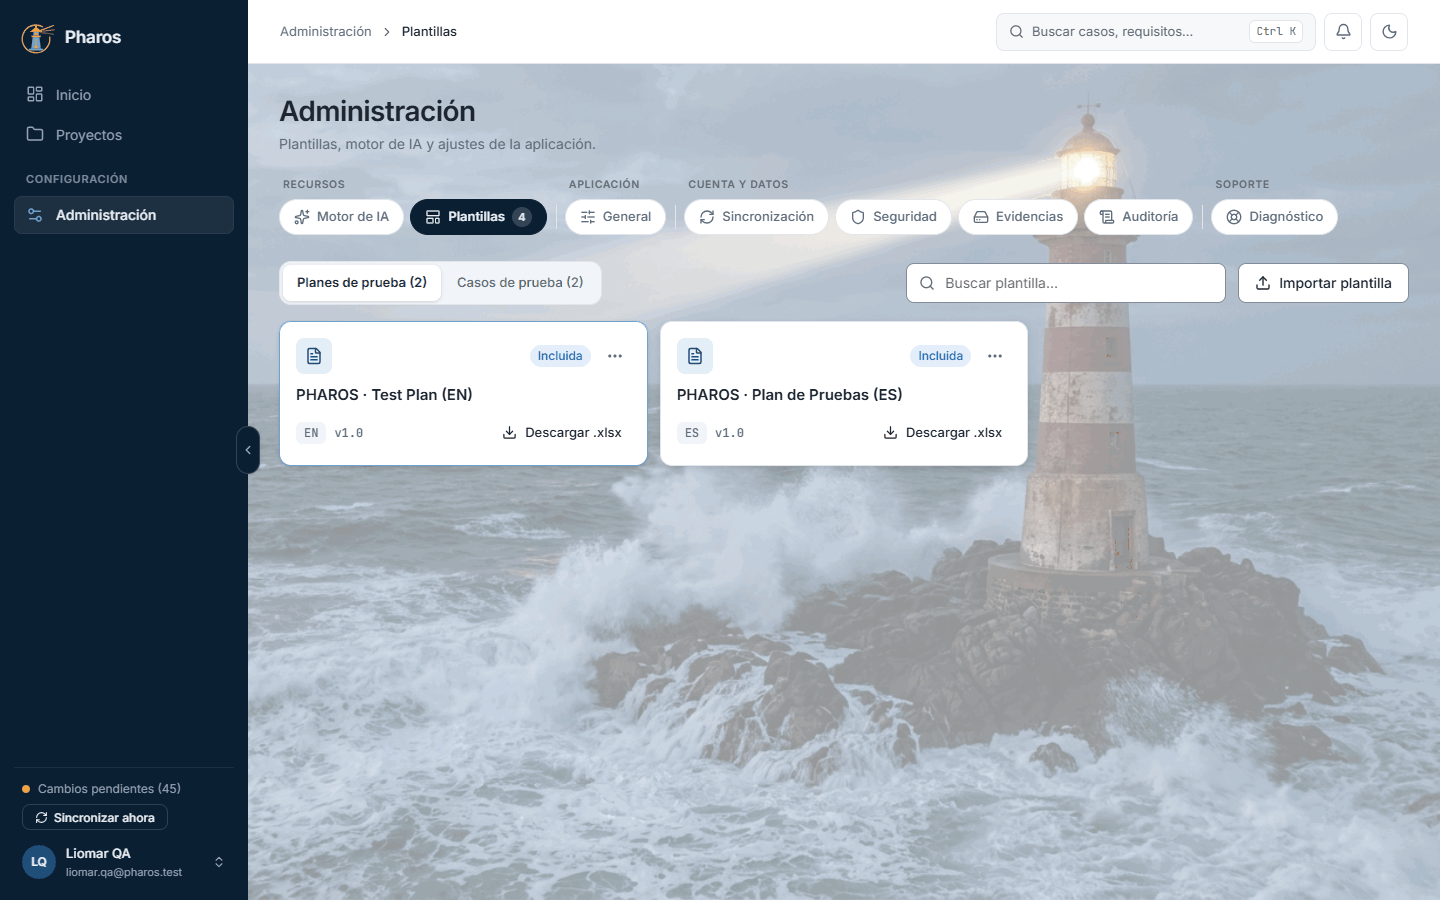 Pharos
Inicio
Proyectos
CONFIGURACIÓN
Administración
Cambios pendientes (45)
Sincronizar ahora
LQ
Liomar QA
liomar.qa@pharos.test
Administración > Plantillas
Buscar casos, requisitos...
Ctrl K
Administración
Plantillas, motor de IA y ajustes de la aplicación.
RECURSOS
Motor de IA
Plantillas 4
APLICACIÓN
General
CUENTA Y DATOS
Sincronización
Seguridad
Evidencias
Auditoría
SOPORTE
Diagnóstico
Planes de prueba (2)
Casos de prueba (2)
Buscar plantilla...
Importar plantilla
Incluida
PHAROS · Test Plan (EN)
EN v1.0
Descargar .xlsx
Incluida
PHAROS · Plan de Pruebas (ES)
ES v1.0
Descargar .xlsx